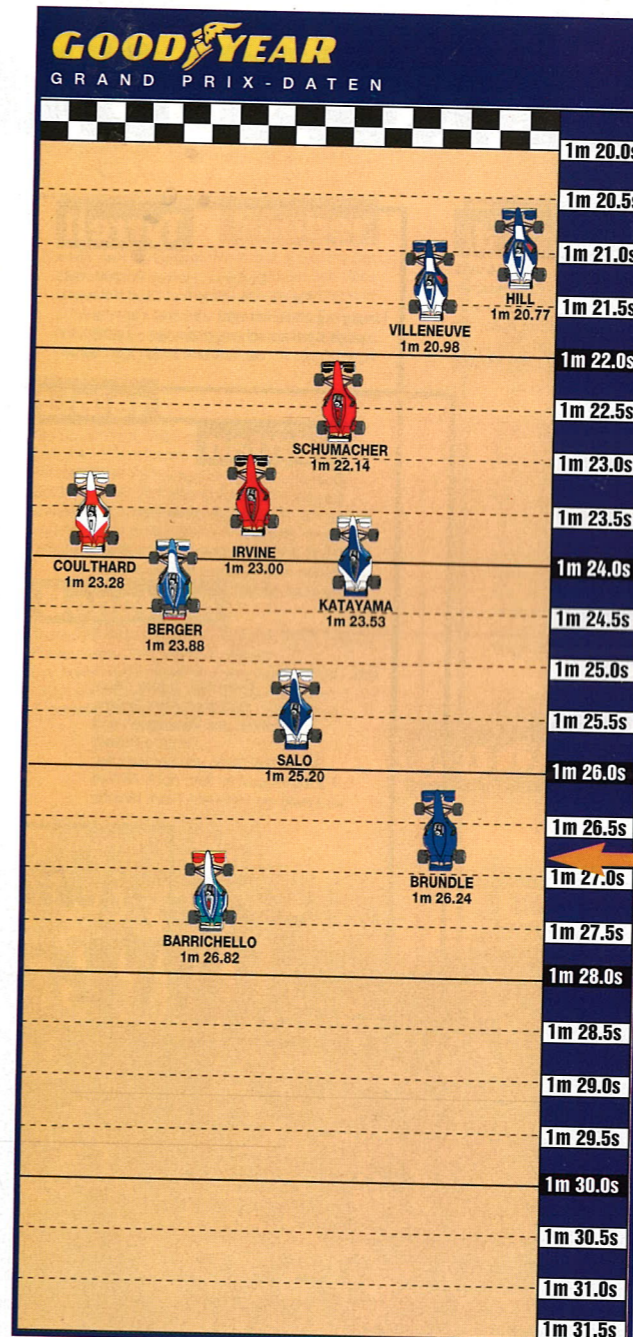 GOOD YEAR
GRAND PRIX-DATEN
1m 20.0s
1m 20.5s
1m 21.0s
HILL
1m 20.77
1m 21.5s
VILLENEUVE
1m 20.98
1m 22.0s
1m 22.5s
SCHUMACHER
1m 22.14
1m 23.0s
1m 23.5s
IRVINE
1m 23.00
COULTHARD
1m 23.28
1m 24.0s
KATAYAMA
1m 23.53
BERGER
1m 23.88
1m 24.5s
1m 25.0s
1m 25.5s
SALO
1m 25.20
1m 26.0s
1m 26.5s
BRUNDLE
1m 26.24
1m 27.0s
1m 27.5s
BARRICHELLO
1m 26.82
1m 28.0s
1m 28.5s
1m 29.0s
1m 29.5s
1m 30.0s
1m 30.5s
1m 31.0s
1m 31.5s